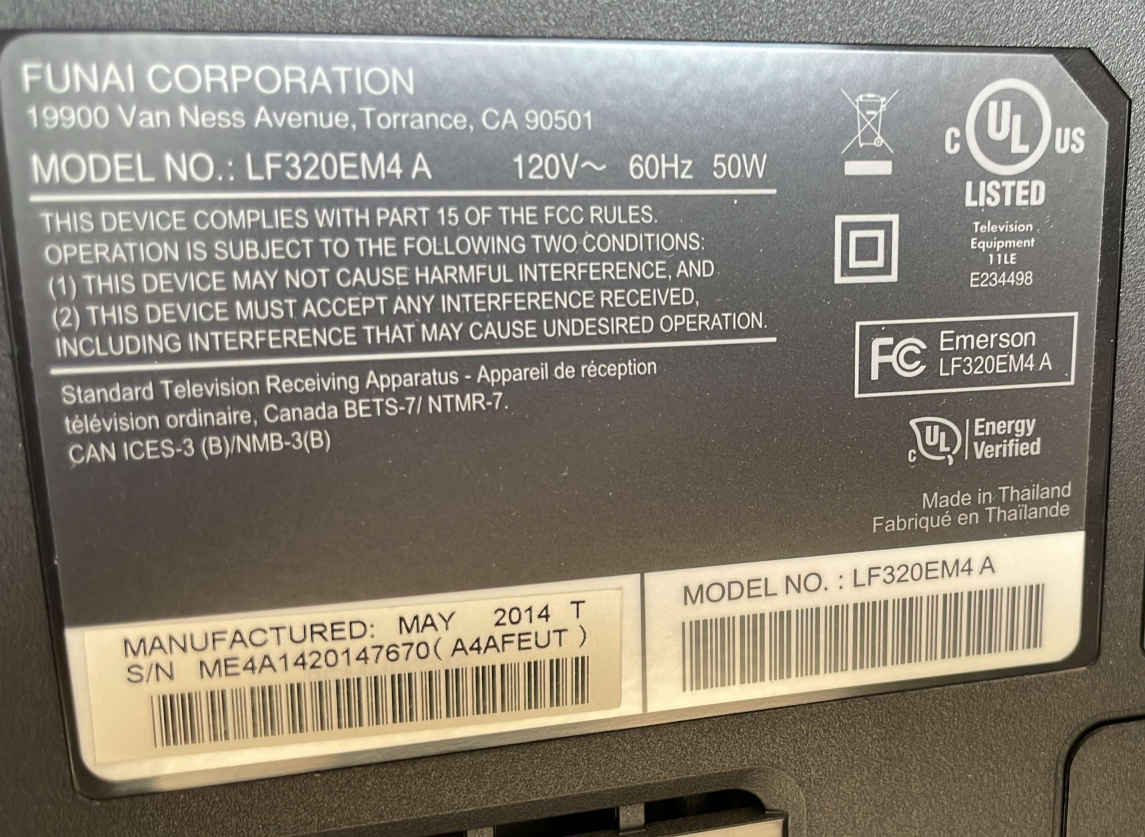 FUNAI CORPORATION
19900 Van Ness Avenue, Torrance, CA 90501
MODEL NO.: LF320EM4 A 120V～ 60Hz 50W
THIS DEVICE COMPLIES WITH PART 15 OF THE FCC RULES.
OPERATION IS SUBJECT TO THE FOLLOWING TWO CONDITIONS:
(1) THIS DEVICE MAY NOT CAUSE HARMFUL INTERFERENCE, AND
(2) THIS DEVICE MUST ACCEPT ANY INTERFERENCE RECEIVED,
INCLUDING INTERFERENCE THAT MAY CAUSE UNDESIRED OPERATION.
Standard Television Receiving Apparatus - Appareil de réception
télévision ordinaire, Canada BETS-7/ NTMR-7.
CAN ICES-3 (B)/NMB-3(B)
C UL US
LISTED
Television
Equipment
11LE
E234498
FC Emerson
LF320EM4 A
C UL Energy
Verified
Made in Thailand
Fabriqué en Thaïlande
MANUFACTURED: MAY 2014 T
S/N ME4A1420147670( A4AFEUT )
MODEL NO. : LF320EM4 A